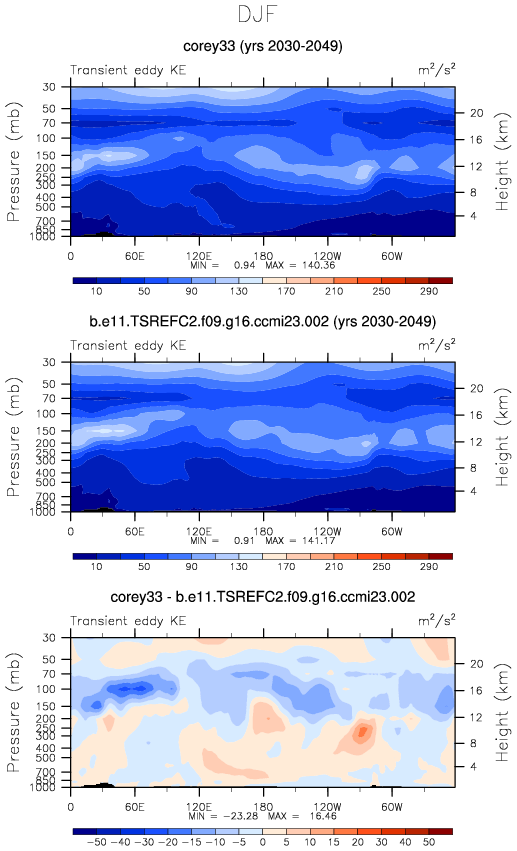 DJF
corey33 (yrs 2030-2049)
Transient eddy KE m²/s²
30
50
70
100
150
200
250
300
400
500
700
850
1000
Pressure (mb)
20
16
12
8
4
Height (km)
0 60E 120E 180 120W 60W
MIN = 0.94 MAX = 140.36
10 50 90 130 170 210 250 290
b.e11.TSREFC2.f09.g16.ccmi23.002 (yrs 2030-2049)
Transient eddy KE m²/s²
30
50
70
100
150
200
250
300
400
500
700
850
1000
Pressure (mb)
20
16
12
8
4
Height (km)
0 60E 120E 180 120W 60W
MIN = 0.91 MAX = 141.17
10 50 90 130 170 210 250 290
corey33 - b.e11.TSREFC2.f09.g16.ccmi23.002
Transient eddy KE m²/s²
30
50
70
100
150
200
250
300
400
500
700
850
1000
Pressure (mb)
20
16
12
8
4
Height (km)
0 60E 120E 180 120W 60W
MIN = -23.28 MAX = 16.46
-50 -40 -30 -20 -15 -10 -5 0 5 10 15 20 30 40 50